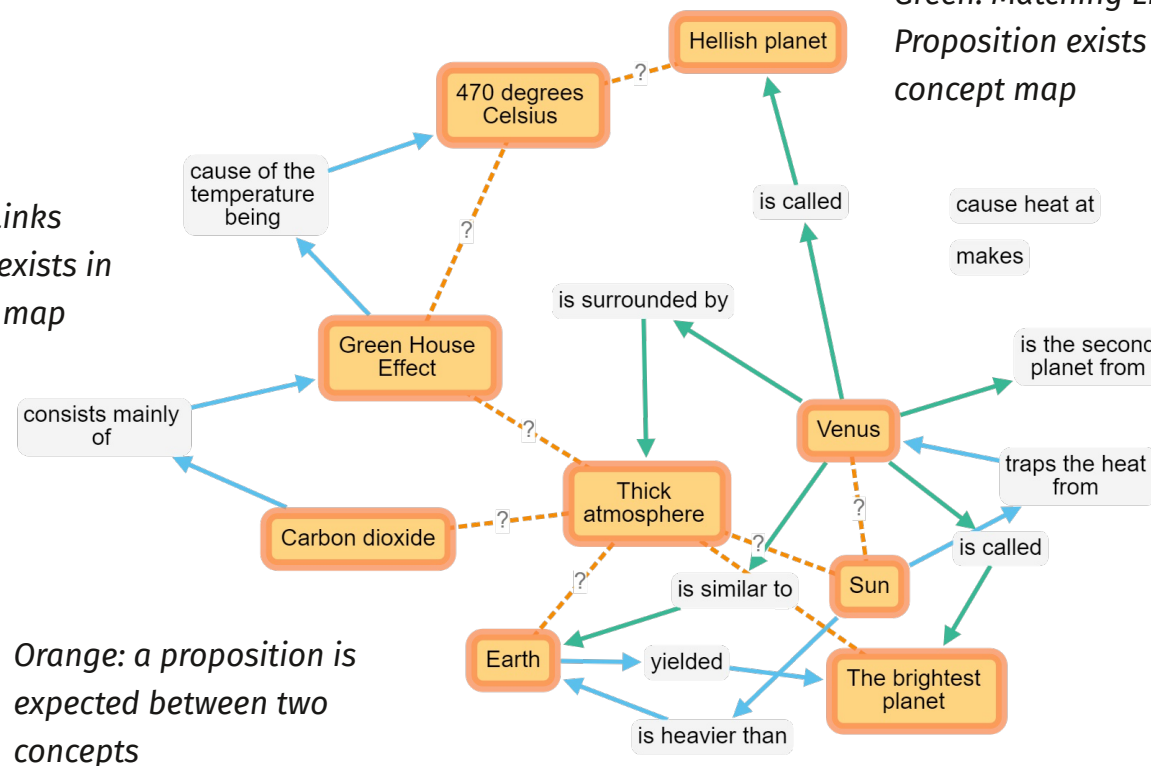 Proposition exists
concept map
Hellish planet
?
470 degrees
Celsius
cause of the
temperature
being
is called
cause heat at
makes
exists in
map
?
is surrounded by
is the second
planet from
Green House
Effect
consists mainly
of
?
Venus
traps the heat
from
Thick
atmosphere
?
Carbon dioxide
?
?
is called
?
is similar to
Sun
Earth
yielded
The brightest
planet
is heavier than
Orange: a proposition is
expected between two
concepts